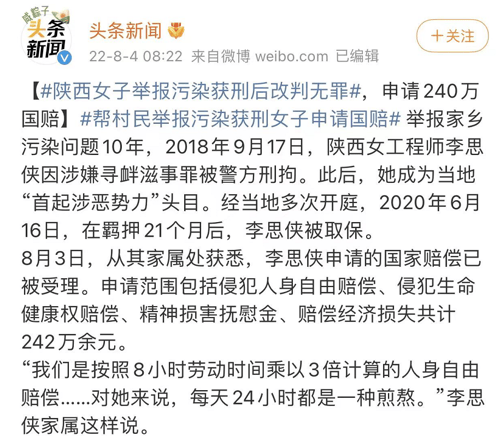 咸粽子
头条
新闻
头条新闻
22-8-4 08:22 来自微博 weibo.com 已编辑
+关注
【#陕西女子举报污染获刑后改判无罪，申请240万
国赔】#帮村民举报污染获刑女子申请国赔# 举报家乡
污染问题10年，2018年9月17日，陕西女工程师李思
侠因涉嫌寻衅滋事罪被警方刑拘。此后，她成为当地
“首起涉恶势力”头目。经当地多次开庭，2020年6月
16日，在羁押21个月后，李思侠被取保。
8月3日，从其家属处获悉，李思侠申请的国家赔偿已
被受理。申请范围包括侵犯人身自由赔偿、侵犯生命
健康权赔偿、精神损害抚慰金、赔偿经济损失共计
242万余元。
“我们是按照8小时劳动时间乘以3倍计算的人身自由
赔偿……对她来说，每天24小时都是一种煎熬。”李思
侠家属这样说。